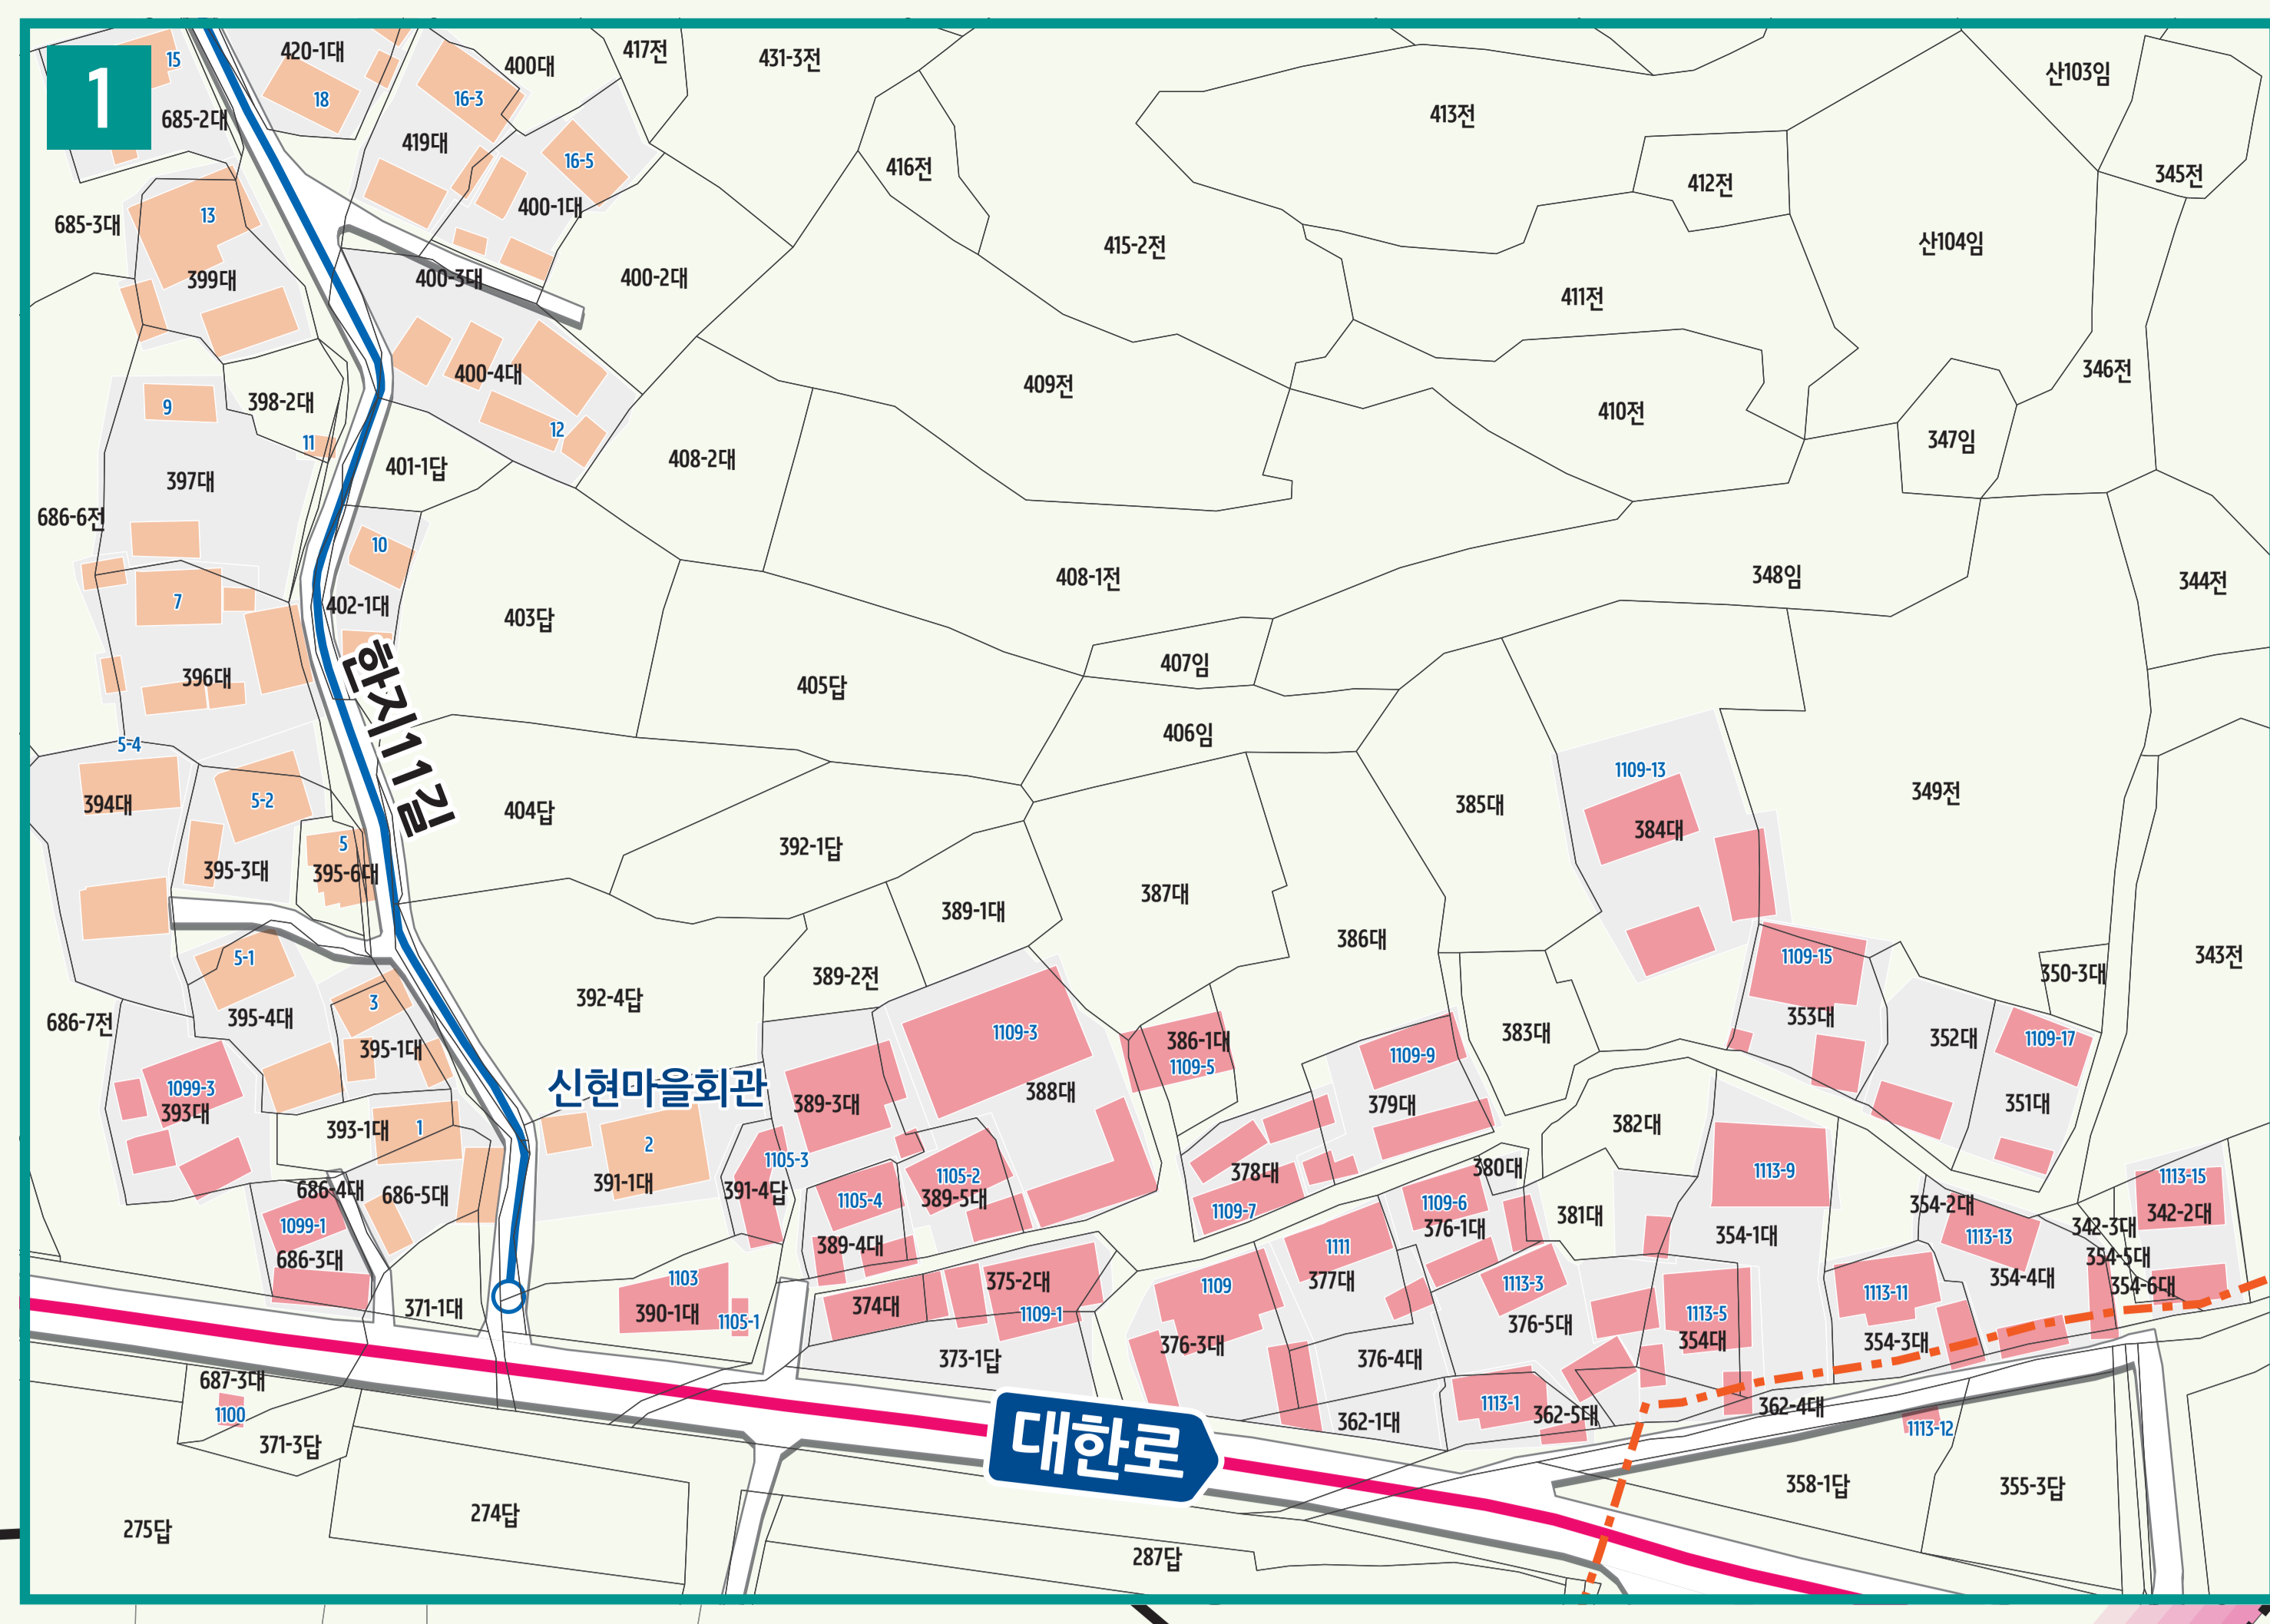 1
15
420-1대
18
685-2대
16-3
400대
417전
431-3전
419대
16-5
400-1대
416전
413전
412전
산103임
345전
산104임
415-2전
411전
685-3대
13
399대
400-3대
400-2대
400-4대
12
409전
410전
346전
347임
9
398-2대
11
401-1답
408-2대
397대
686-6전
10
402-1대
7
396대
403답
408-1전
348임
344전
407임
405답
406임
한지11길
5-4
394대
5-2
395-3대
5
395-6대
404답
392-1답
385대
1109-13
384대
349전
387대
389-1대
386대
5-1
395-4대
3
395-1대
686-7전
392-4답
389-2전
1109-3
388대
386-1대
1109-5
1109-9
379대
383대
1109-15
353대
352대
350-3대
343전
1109-17
351대
1099-3
393대
393-1대
1
신현마을회관
2
391-1대
389-3대
1105-3
391-4답
1105-4
389-4대
1105-2
389-5대
378대
1109-7
380대
1109-6
376-1대
382대
381대
1113-9
354-1대
354-2대
1113-13
354-4대
342-3대
1113-15
342-2대
354-5대
354-6대
686-4대
686-5대
1099-1
686-3대
371-1대
1103
390-1대
1105-1
374대
375-2대
1109-1
373-1답
1109
376-3대
1111
377대
376-4대
1113-3
376-5대
1113-5
354대
1113-11
354-3대
362-1대
1113-1
362-5대
362-4대
1113-12
687-3대
1100
371-3답
275답
274답
대한로
287답
358-1답
355-3답